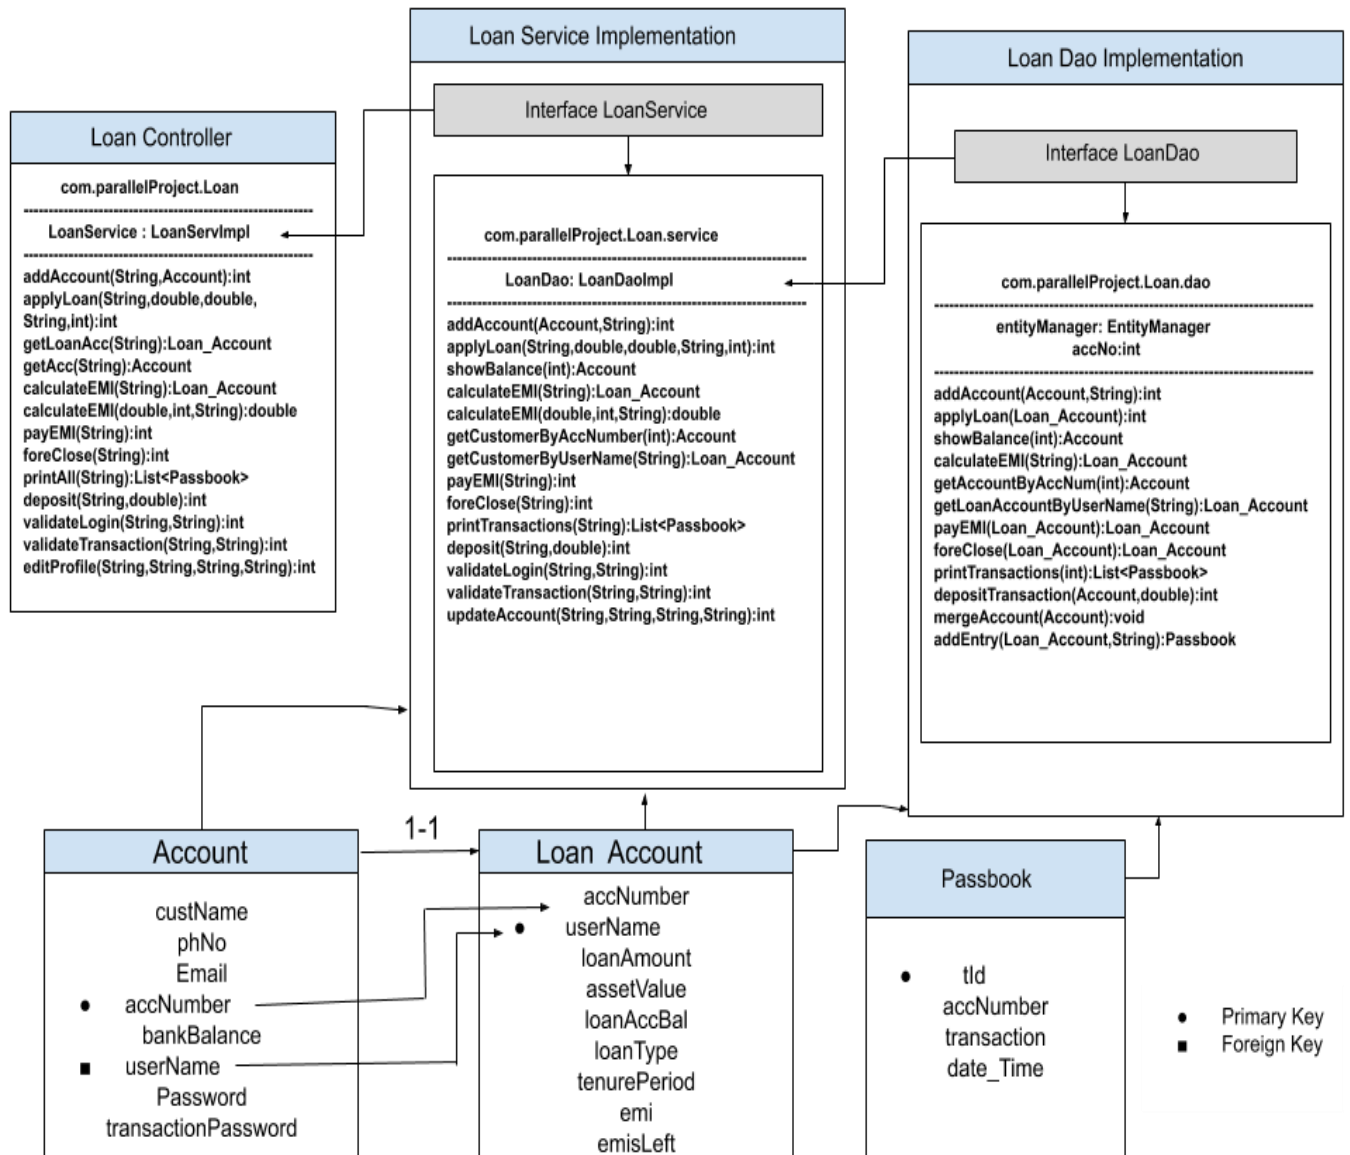 Loan Controller
com.parallelProject.Loan
LoanService : LoanServImpl
addAccount(String,Account):int
applyLoan(String,double,double,
String,int):int
getLoanAcc(String):Loan_Account
getAcc(String):Account
calculateEMI(String):Loan_Account
calculateEMI(double,int,String):double
payEMI(String):int
foreClose(String):int
printAll(String):List<Passbook>
deposit(String,double):int
validateLogin(String,String):int
validateTransaction(String,String):int
editProfile(String,String,String,String):int
Loan Service Implementation
Interface LoanService
com.parallelProject.Loan.service
LoanDao: LoanDaoImpl
addAccount(Account,String):int
applyLoan(String,double,double,String,int):int
showBalance(int):Account
calculateEMI(String):Loan_Account
calculateEMI(double,int,String):double
getCustomerByAccNumber(int):Account
getCustomerByUserName(String):Loan_Account
payEMI(String):int
foreClose(String):int
printTransactions(String):List<Passbook>
deposit(String,double):int
validateLogin(String,String):int
validateTransaction(String,String):int
updateAccount(String,String,String,String):int
Loan Dao Implementation
Interface LoanDao
com.parallelProject.Loan.dao
entityManager: EntityManager
accNo:int
addAccount(Account,String):int
applyLoan(Loan_Account):int
showBalance(int):Account
calculateEMI(String):Loan_Account
getAccountByAccNum(int):Account
getLoanAccountByUserName(String):Loan_Account
payEMI(Loan_Account):Loan_Account
foreClose(Loan_Account):Loan_Account
printTransactions(int):List<Passbook>
depositTransaction(Account,double):int
mergeAccount(Account):void
addEntry(Loan_Account,String):Passbook
Account
custName
phNo
Email
accNumber
bankBalance
userName
Password
transactionPassword
1-1
Loan Account
accNumber
userName
loanAmount
assetValue
loanAccBal
loanType
tenurePeriod
emi
emisLeft
Passbook
tId
accNumber
transaction
date_Time
Primary Key
Foreign Key